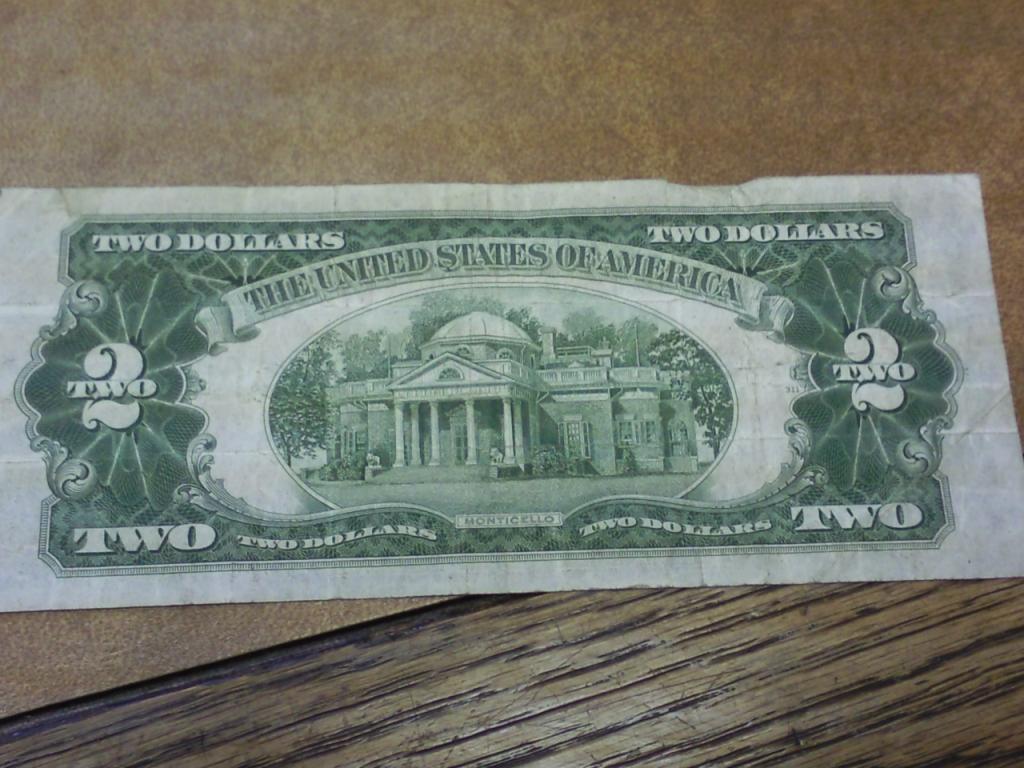 TWO DOLLARS TWO DOLLARS
THE UNITED STATES OF AMERICA
2 2
TWO TWO
MONTICELLO
TWO TWO DOLLARS TWO DOLLARS TWO